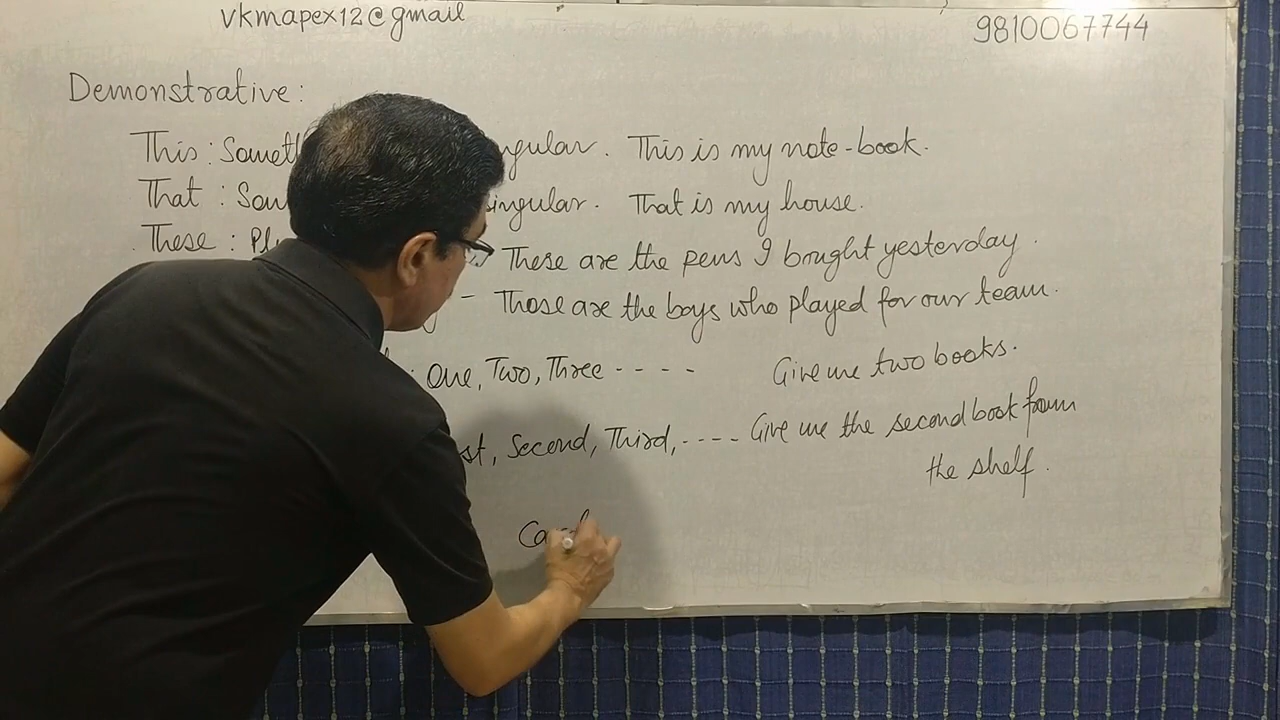 vkmapex12@gmail
9810067744
Demonstrative:
This: Someth ngular. This is my note-book.
That: Som singular. That is my house.
These: Pl These are the pens I bought yesterday.
- Those are the boys who played for our team.
: One, Two, Three - - - - Give me two books.
st, Second, Third, - - - - Give me the second book from
the shelf.